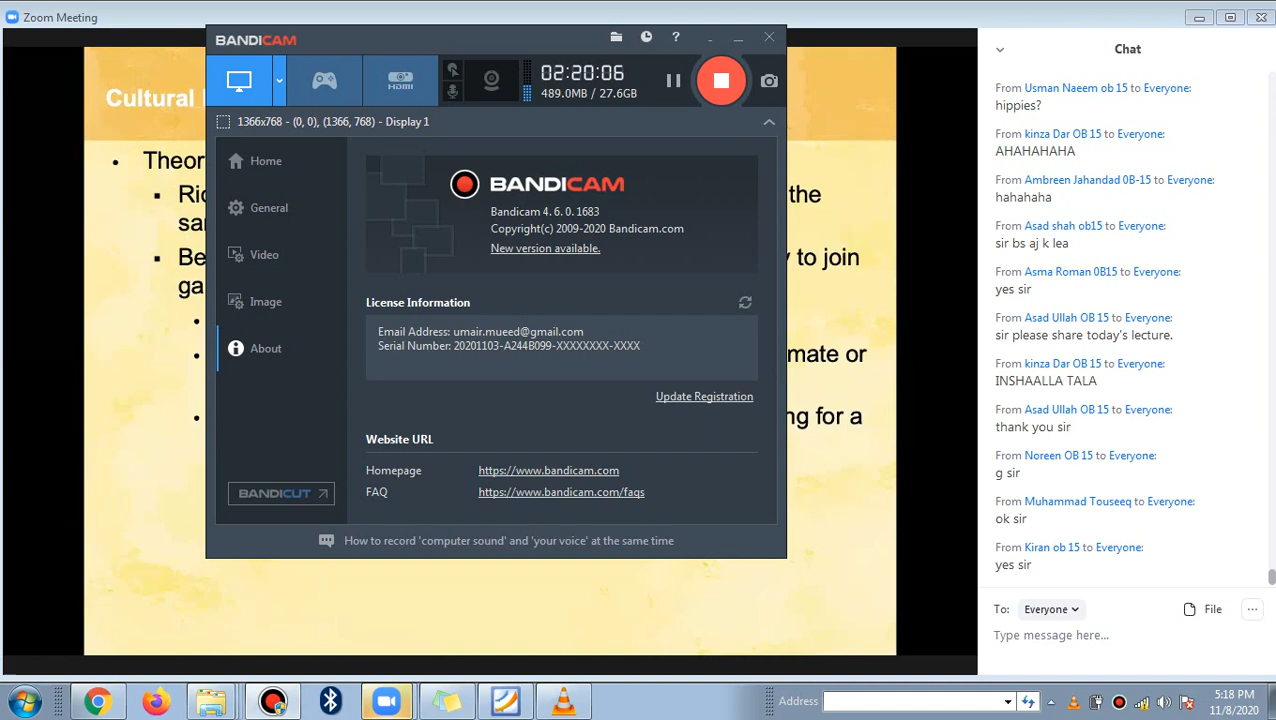 Zoom Meeting
BANDICAM
?
HDMI
02:20:06
489.0MB / 27.6GB
1366x768 - (0, 0), (1366, 768) - Display 1
Home
General
Video
Image
About
BANDICUT
BANDICAM
Bandicam 4. 6. 0. 1683
Copyright(c) 2009-2020 Bandicam.com
New version available.
License Information
Email Address: umair.mueed@gmail.com
Serial Number: 20201103-A244B099-XXXXXXXX-XXXX
Update Registration
Website URL
Homepage https://www.bandicam.com
FAQ https://www.bandicam.com/faqs
How to record 'computer sound' and 'your voice' at the same time
Cultural
• Theor
▪ Ric the
sar
▪ Be y to join
ga
•
• mate or
• ng for a
Chat
From Usman Naeem ob 15 to Everyone:
hippies?
From kinza Dar OB 15 to Everyone:
AHAHAHAHA
From Ambreen Jahandad 0B-15 to Everyone:
hahahaha
From Asad shah ob15 to Everyone:
sir bs aj k lea
From Asma Roman 0B15 to Everyone:
yes sir
From Asad Ullah OB 15 to Everyone:
sir please share today's lecture.
From kinza Dar OB 15 to Everyone:
INSHAALLA TALA
From Asad Ullah OB 15 to Everyone:
thank you sir
From Noreen OB 15 to Everyone:
g sir
From Muhammad Touseeq to Everyone:
ok sir
From Kiran ob 15 to Everyone:
yes sir
To: Everyone File ...
Type message here...
Address
5:18 PM
11/8/2020